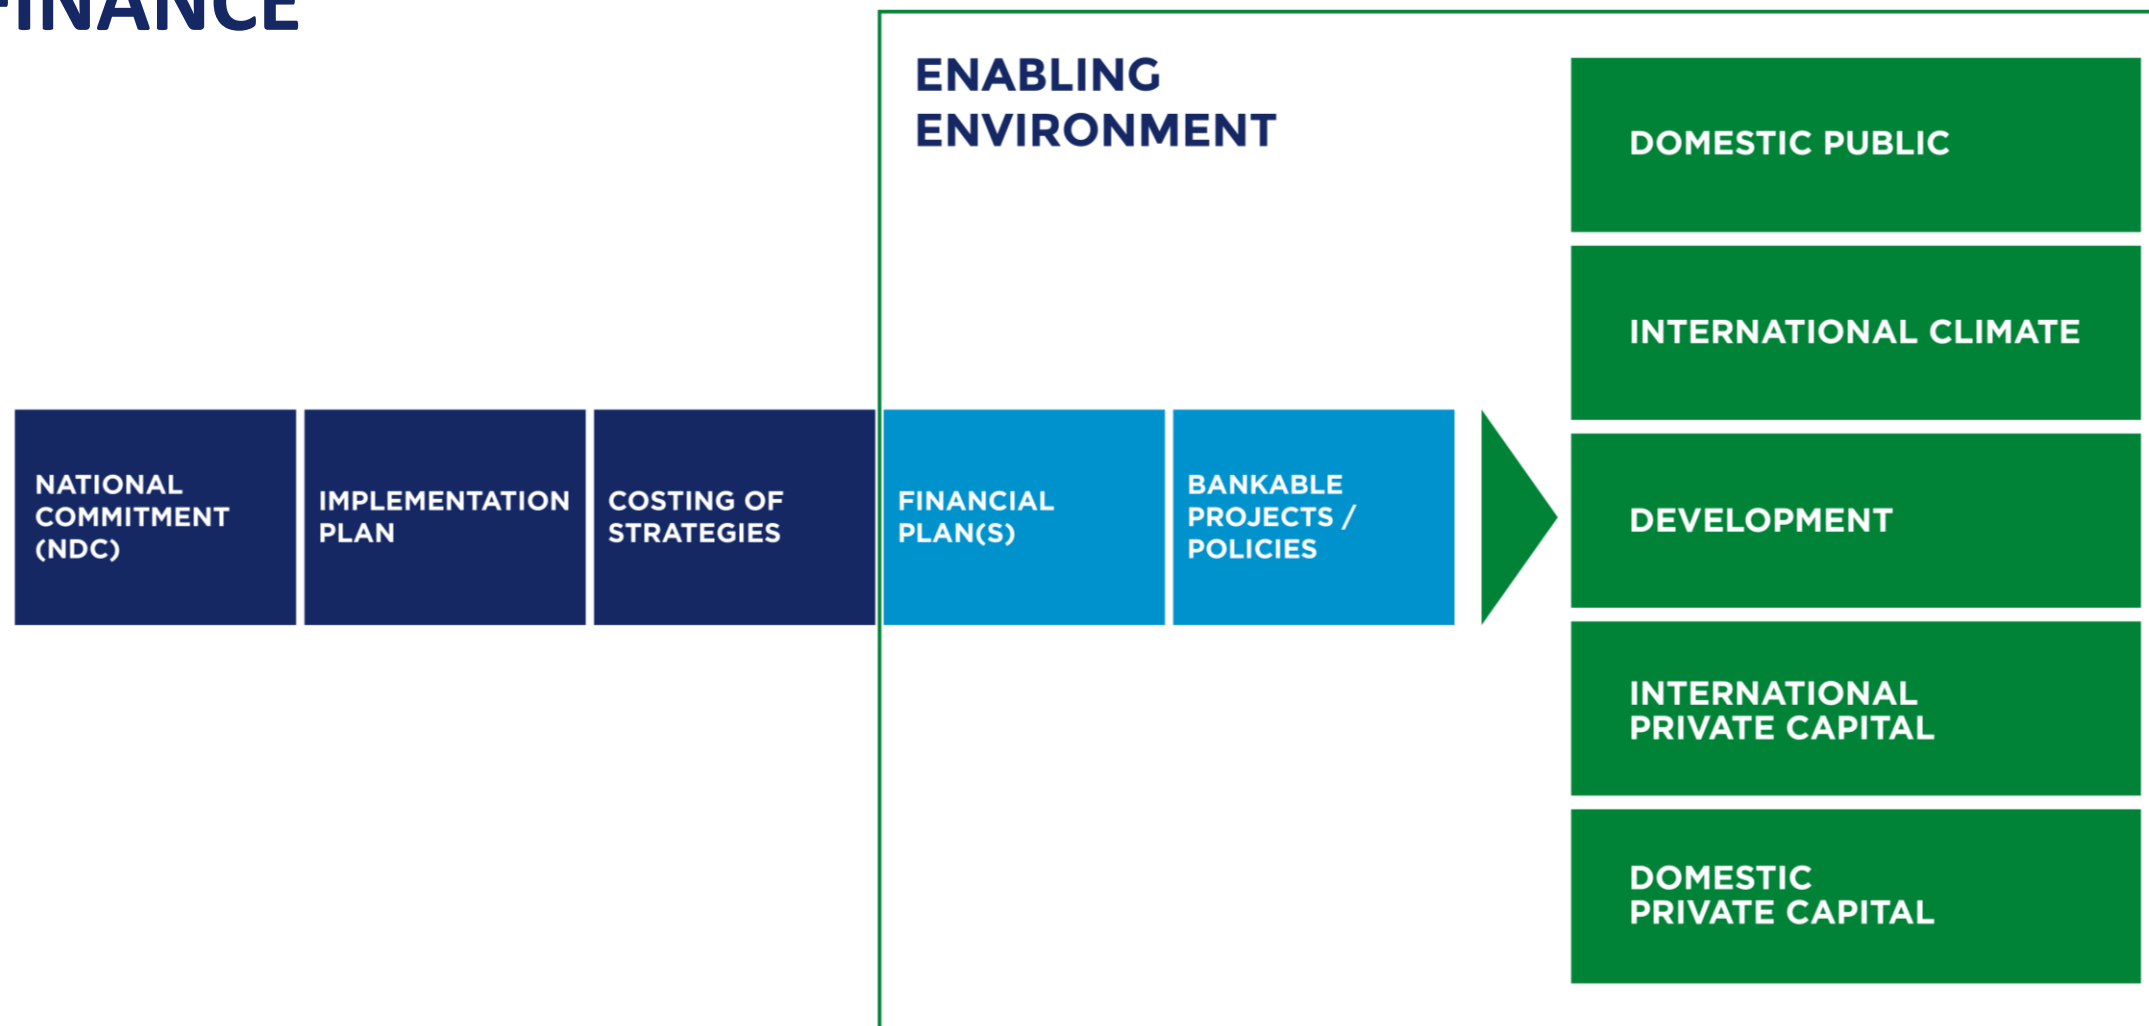 FINANCE
ENABLING
ENVIRONMENT
NATIONAL
COMMITMENT
(NDC)
IMPLEMENTATION
PLAN
COSTING OF
STRATEGIES
FINANCIAL
PLAN(S)
BANKABLE
PROJECTS /
POLICIES
DOMESTIC PUBLIC
INTERNATIONAL CLIMATE
DEVELOPMENT
INTERNATIONAL
PRIVATE CAPITAL
DOMESTIC
PRIVATE CAPITAL